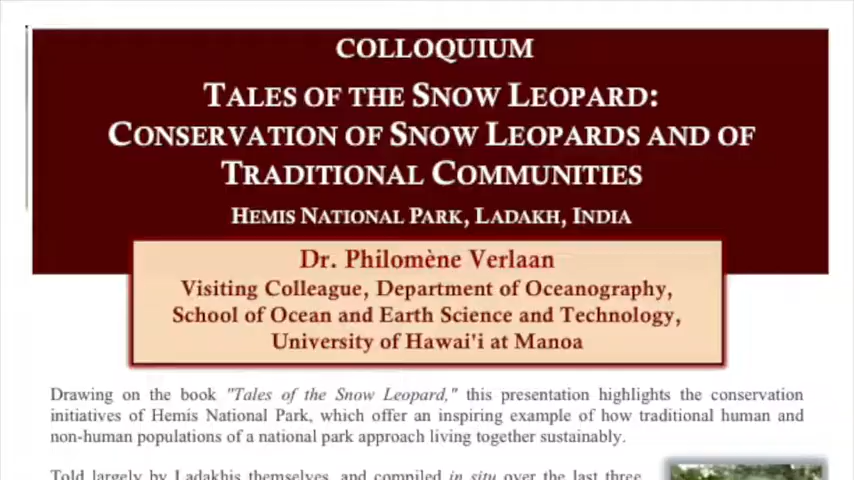 COLLOQUIUM
TALES OF THE SNOW LEOPARD:
CONSERVATION OF SNOW LEOPARDS AND OF
TRADITIONAL COMMUNITIES
HEMIS NATIONAL PARK, LADAKH, INDIA
Dr. Philomène Verlaan
Visiting Colleague, Department of Oceanography,
School of Ocean and Earth Science and Technology,
University of Hawai'i at Manoa
Drawing on the book "Tales of the Snow Leopard," this presentation highlights the conservation
initiatives of Hemis National Park, which offer an inspiring example of how traditional human and
non-human populations of a national park approach living together sustainably.
Told largely by Ladakhis themselves, and compiled in situ over the last three